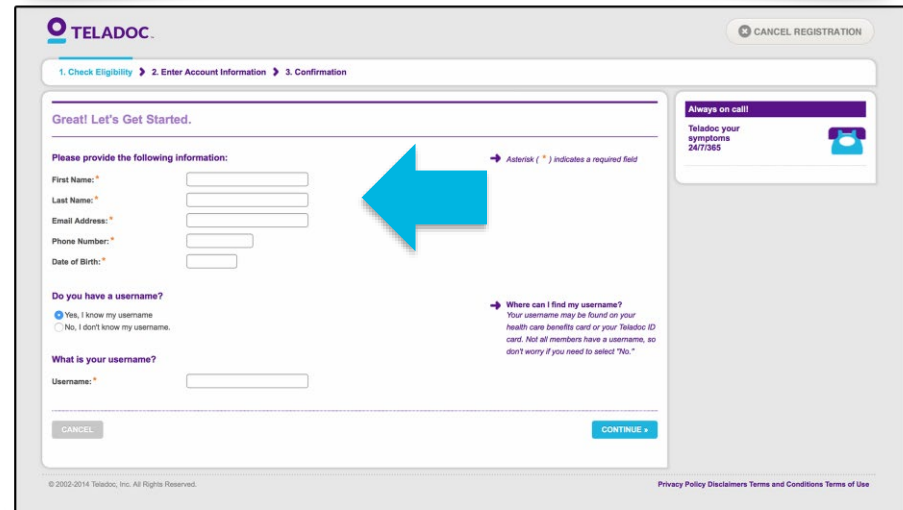 TELADOC™
CANCEL REGISTRATION
1. Check Eligibility 2. Enter Account Information 3. Confirmation
Great! Let's Get Started.
Please provide the following information:
Asterisk ( * ) indicates a required field
First Name: *
Last Name: *
Email Address: *
Phone Number: *
Date of Birth: *
Do you have a username?
Yes, I know my username
No, I don't know my username.
Where can I find my username?
Your username may be found on your
health care benefits card or your Teladoc ID
card. Not all members have a username, so
don't worry if you need to select "No."
What is your username?
Username: *
CANCEL
CONTINUE »
Always on call!
Teladoc your
symptoms
24/7/365
© 2002-2014 Teladoc, Inc. All Rights Reserved.
Privacy Policy Disclaimers Terms and Conditions Terms of Use